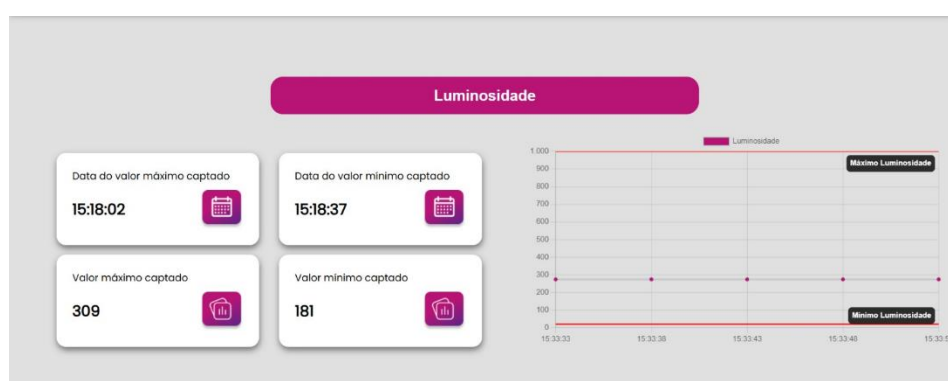 Luminosidade
Data do valor máximo captado
15:18:02
Data do valor mínimo captado
15:18:37
Valor máximo captado
309
Valor mínimo captado
181
Luminosidade
1.000
Máximo Luminosidade
900
800
700
600
500
400
300
200
100
Mínimo Luminosidade
0
15:33:33 15:33:38 15:33:43 15:33:48